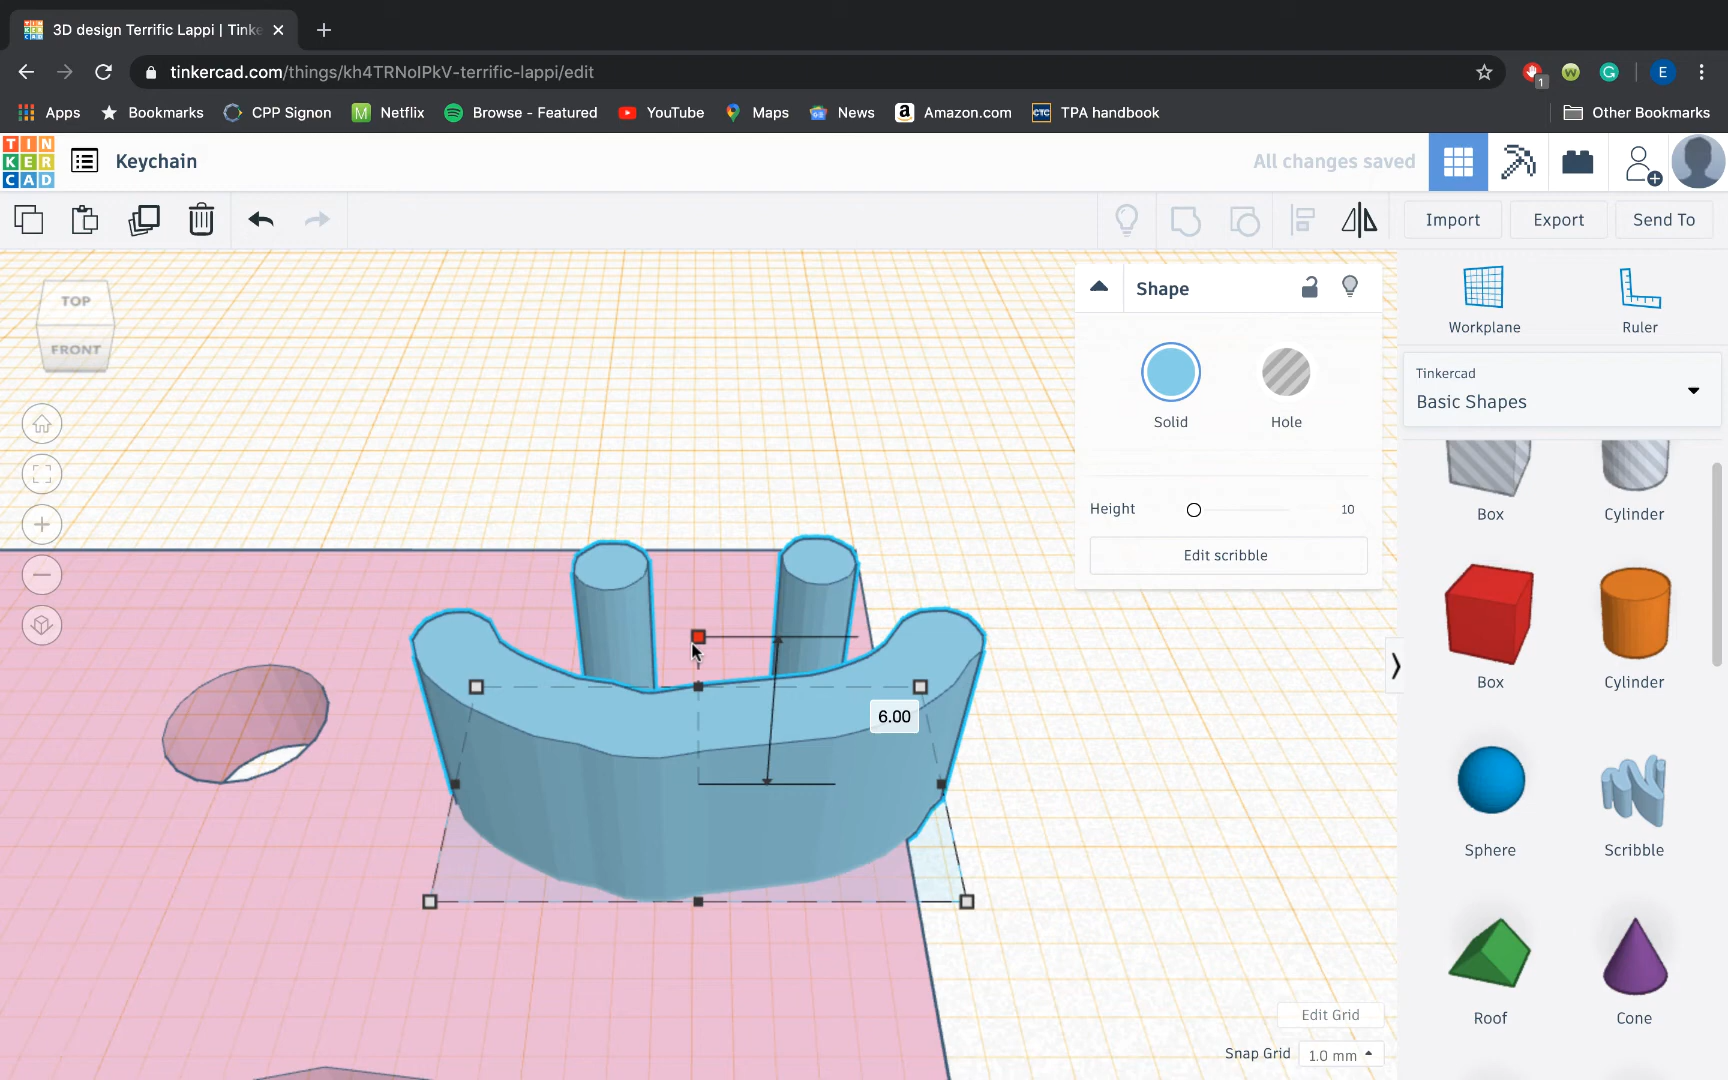 3D design Terrific Lappi | Tinke
tinkercad.com/things/kh4TRNoIPkV-terrific-lappi/edit
1
W
G
E
Apps
Bookmarks
CPP Signon
M
Netflix
Browse - Featured
YouTube
Maps
News
a
Amazon.com
CTC
TPA handbook
Other Bookmarks
TIN
KER
CAD
Keychain
All changes saved
Import
Export
Send To
TOP
FRONT
Shape
Solid
Hole
Height
10
Edit scribble
6.00
Workplane
Ruler
Tinkercad
Basic Shapes
Box
Cylinder
Box
Cylinder
Sphere
Scribble
Roof
Cone
Edit Grid
Snap Grid
1.0 mm